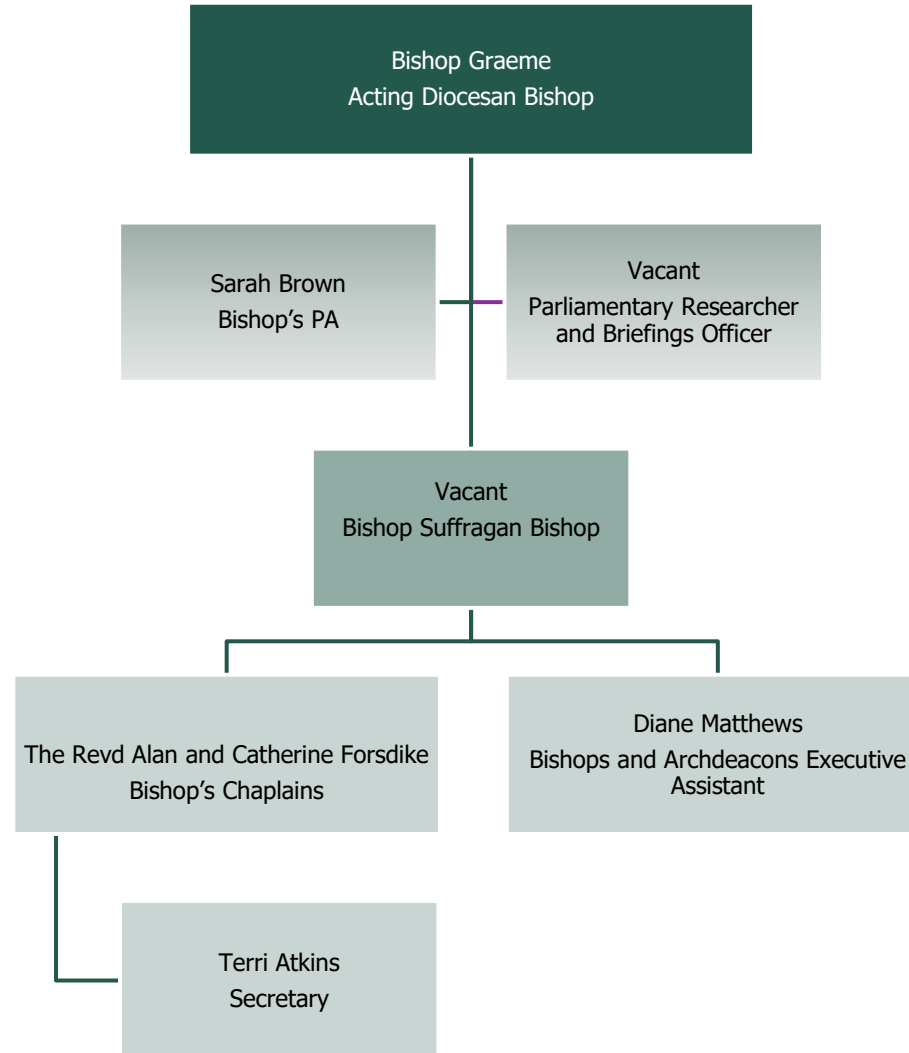 Bishop Graeme
Acting Diocesan Bishop
Sarah Brown
Bishop’s PA
Vacant
Parliamentary Researcher
and Briefings Officer
Vacant
Bishop Suffragan Bishop
The Revd Alan and Catherine Forsdike
Bishop’s Chaplains
Diane Matthews
Bishops and Archdeacons Executive
Assistant
Terri Atkins
Secretary